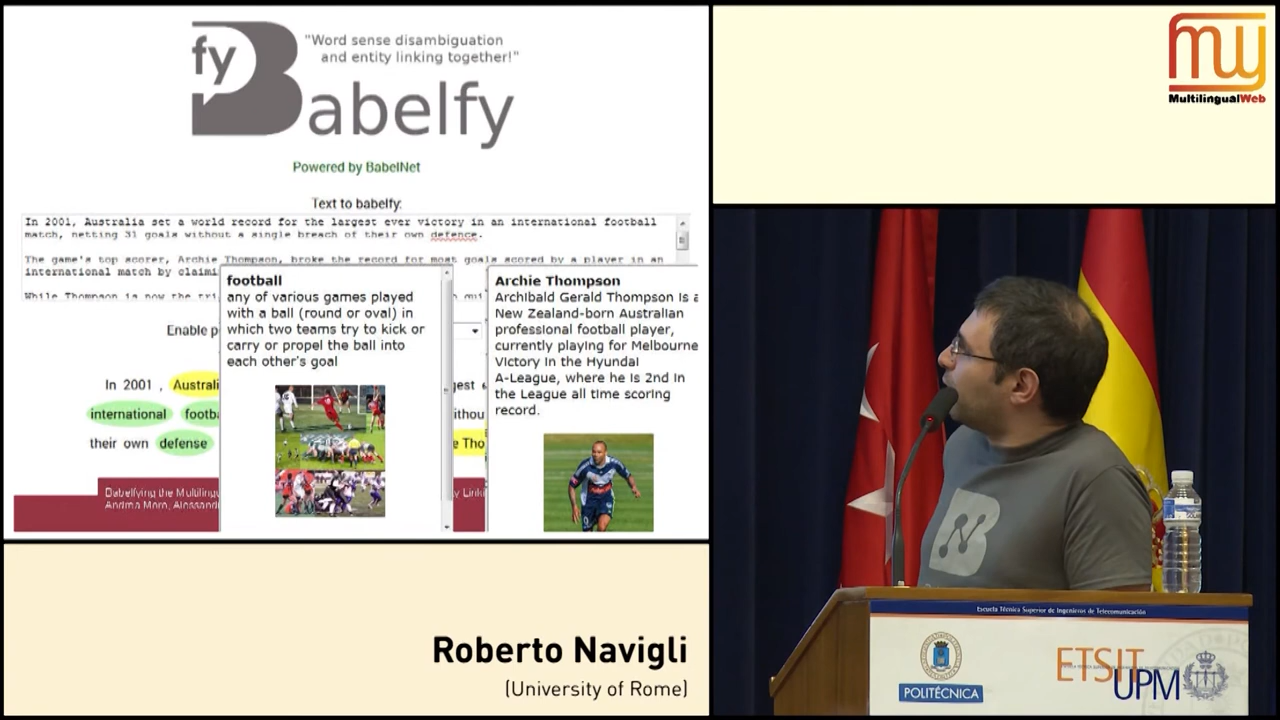 fy
"Word sense disambiguation
and entity linking together!"
Babelfy
Powered by BabelNet
Text to babelfy:
In 2001, Australia set a world record for the largest ever victory in an international football
match, netting 31 goals without a single breach of their own defence.
The game's top scorer, Archie Thompson, broke the record for most goals scored by a player in an
international match by claimi
While Thompson is now the tri
Enable p
In 2001 , Australi
gest
international footba
ithou
their own defense
e Tho
football
any of various games played
with a ball (round or oval) in
which two teams try to kick or
carry or propel the ball into
each other's goal
Archie Thompson
Archibald Gerald Thompson is a
New Zealand-born Australian
professional football player,
currently playing for Melbourne
Victory in the Hyundai
A-League, where he is 2nd in
the League all time scoring
record.
Babelfying the Multilingu
y Linki
Andrea Moro, Alessand
Roberto Navigli
(University of Rome)
mw
MultilingualWeb
B
Escuela Técnica Superior de Ingenieros de Telecomunicación
POLITÉCNICA
ETSIT
UPM